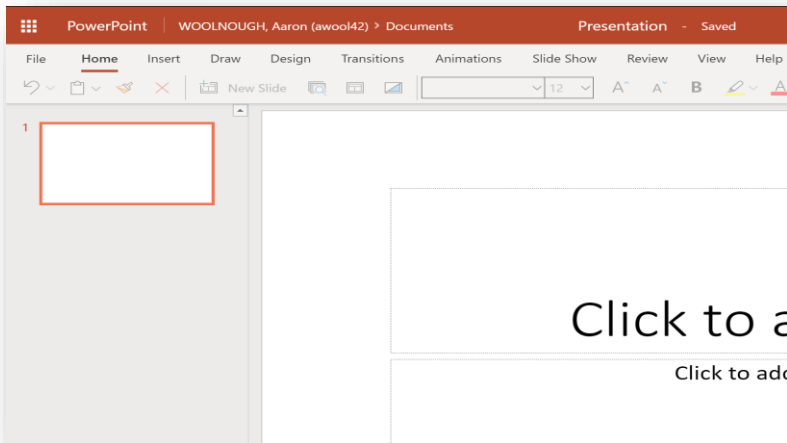 PowerPoint WOOLNOUGH, Aaron (awool42) > Documents Presentation - Saved
File Home Insert Draw Design Transitions Animations Slide Show Review View Help
New Slide 12 A^ Aˇ B A
1
Click to a
Click to add